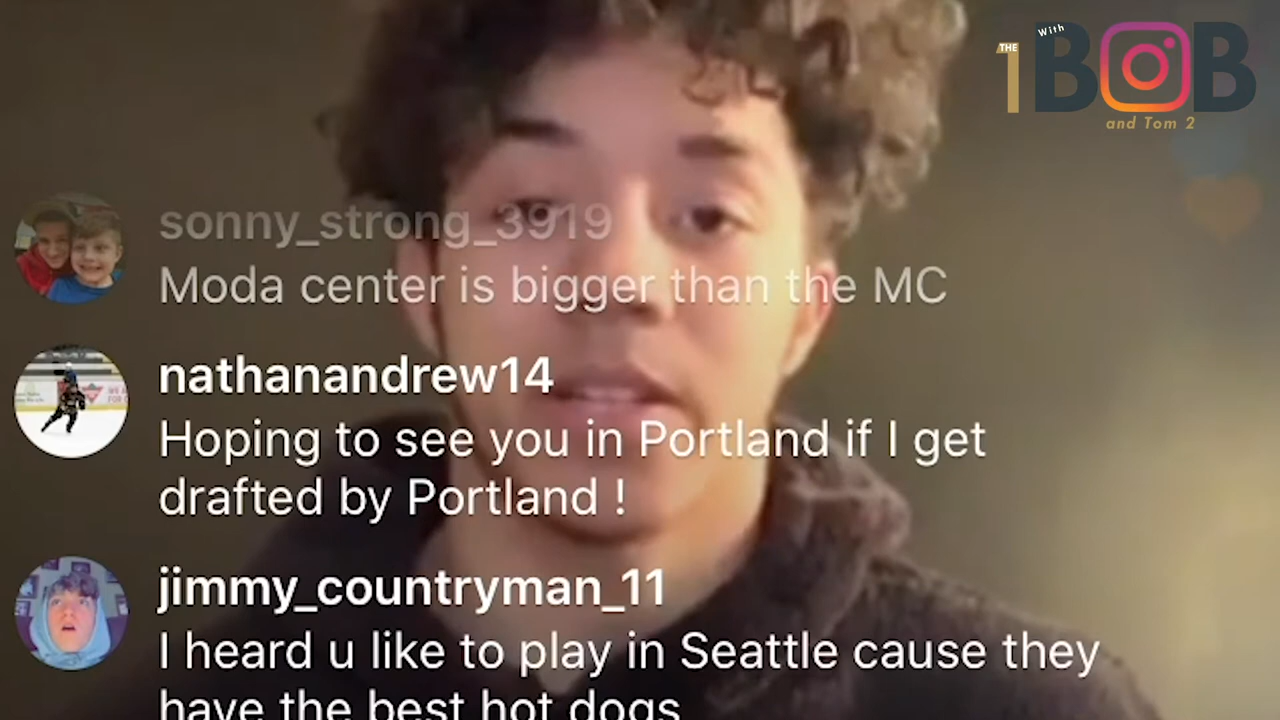 THE 1 With BOB
and Tom 2
sonny_strong_3919
Moda center is bigger than the MC
nathanandrew14
Hoping to see you in Portland if I get
drafted by Portland !
jimmy_countryman_11
I heard u like to play in Seattle cause they
have the best hot dogs